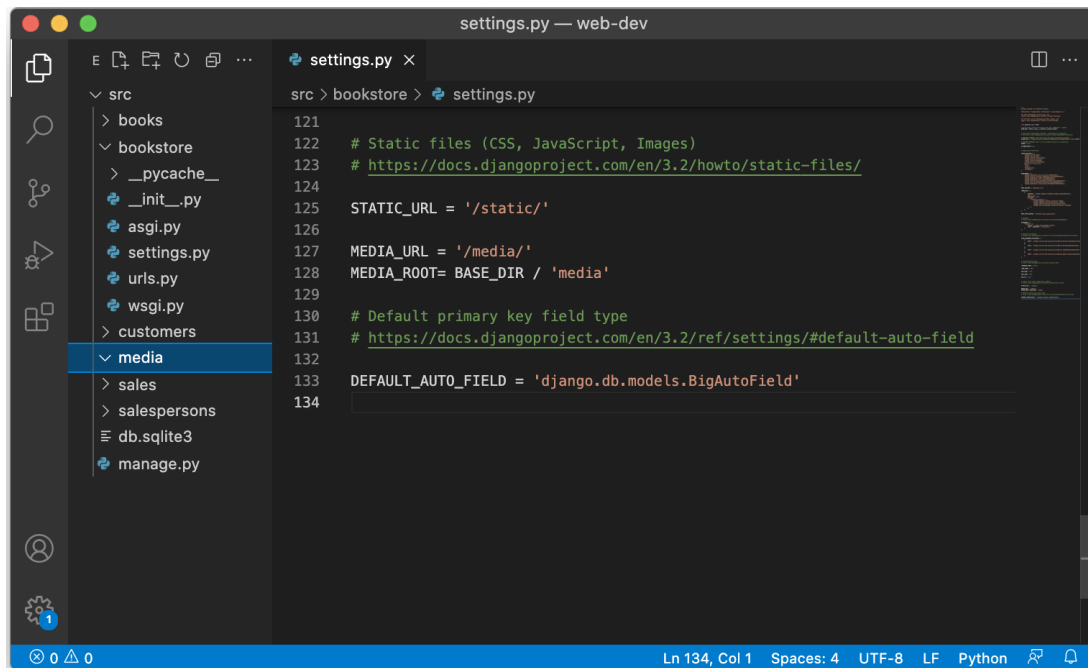 settings.py — web-dev
E
settings.py
src > bookstore > settings.py
src
books
bookstore
__pycache__
__init__.py
asgi.py
settings.py
urls.py
wsgi.py
customers
media
sales
salespersons
db.sqlite3
manage.py
121
122 # Static files (CSS, JavaScript, Images)
123 # https://docs.djangoproject.com/en/3.2/howto/static-files/
124
125 STATIC_URL = '/static/'
126
127 MEDIA_URL = '/media/'
128 MEDIA_ROOT= BASE_DIR / 'media'
129
130 # Default primary key field type
131 # https://docs.djangoproject.com/en/3.2/ref/settings/#default-auto-field
132
133 DEFAULT_AUTO_FIELD = 'django.db.models.BigAutoField'
134
1
0 0 Ln 134, Col 1 Spaces: 4 UTF-8 LF Python